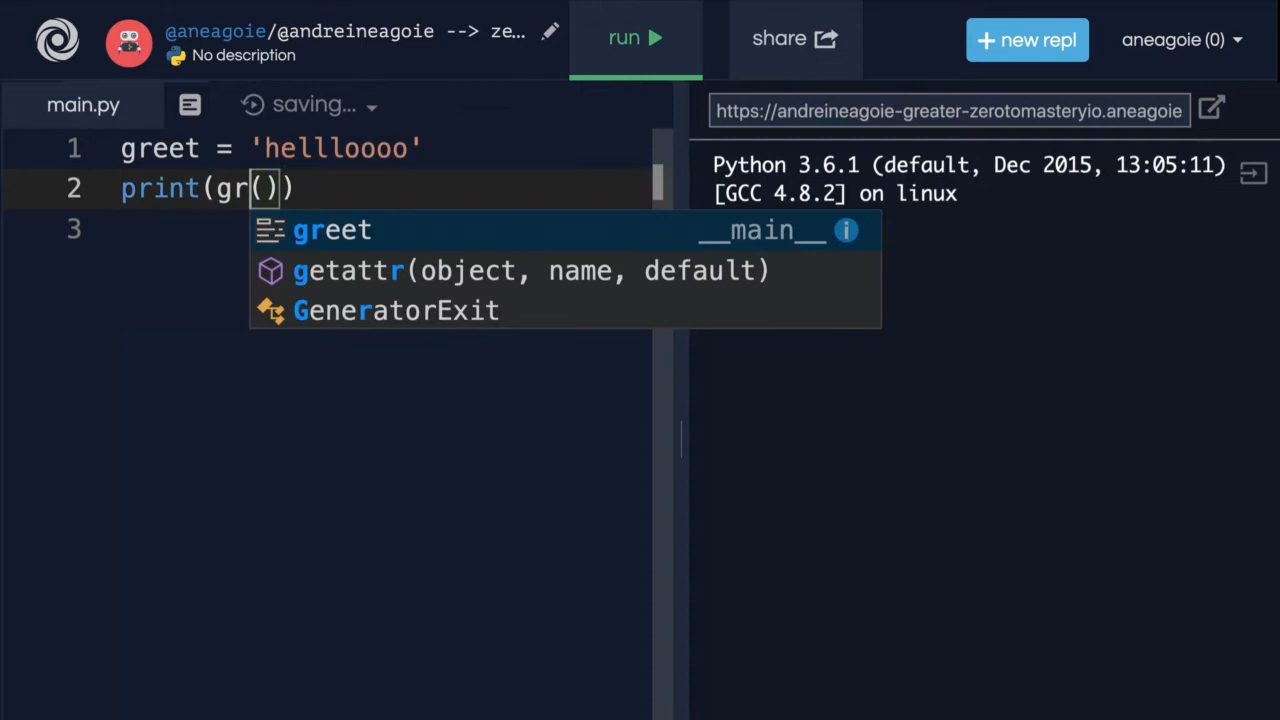 @aneagoie/@andreineagoie --> ze...
No description
run
share
+ new repl
aneagoie (0)
main.py
saving...
https://andreineagoie-greater-zerotomasteryio.aneagoie
1 greet = 'hellloooo'
2 print(gr())
3
greet __main__ i
getattr(object, name, default)
GeneratorExit
Python 3.6.1 (default, Dec 2015, 13:05:11)
[GCC 4.8.2] on linux